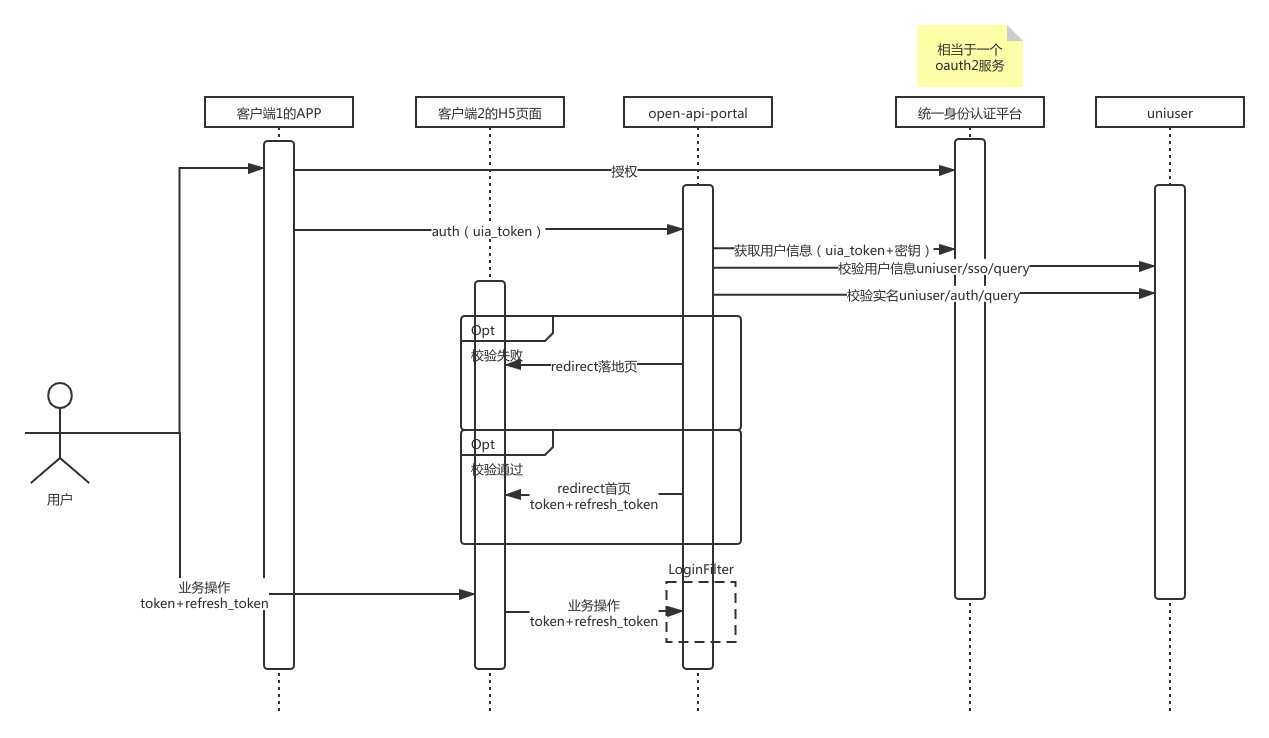 相当于一个
oauth2服务
客户端1的APP
客户端2的H5页面
open-api-portal
统一身份认证平台
uniuser
授权
auth（uia_token）
获取用户信息（uia_token+密钥）
校验用户信息uniuser/sso/query
校验实名uniuser/auth/query
Opt
校验失败
redirect落地页
Opt
校验通过
redirect首页
token+refresh_token
用户
LoginFilter
业务操作
token+refresh_token
业务操作
token+refresh_token